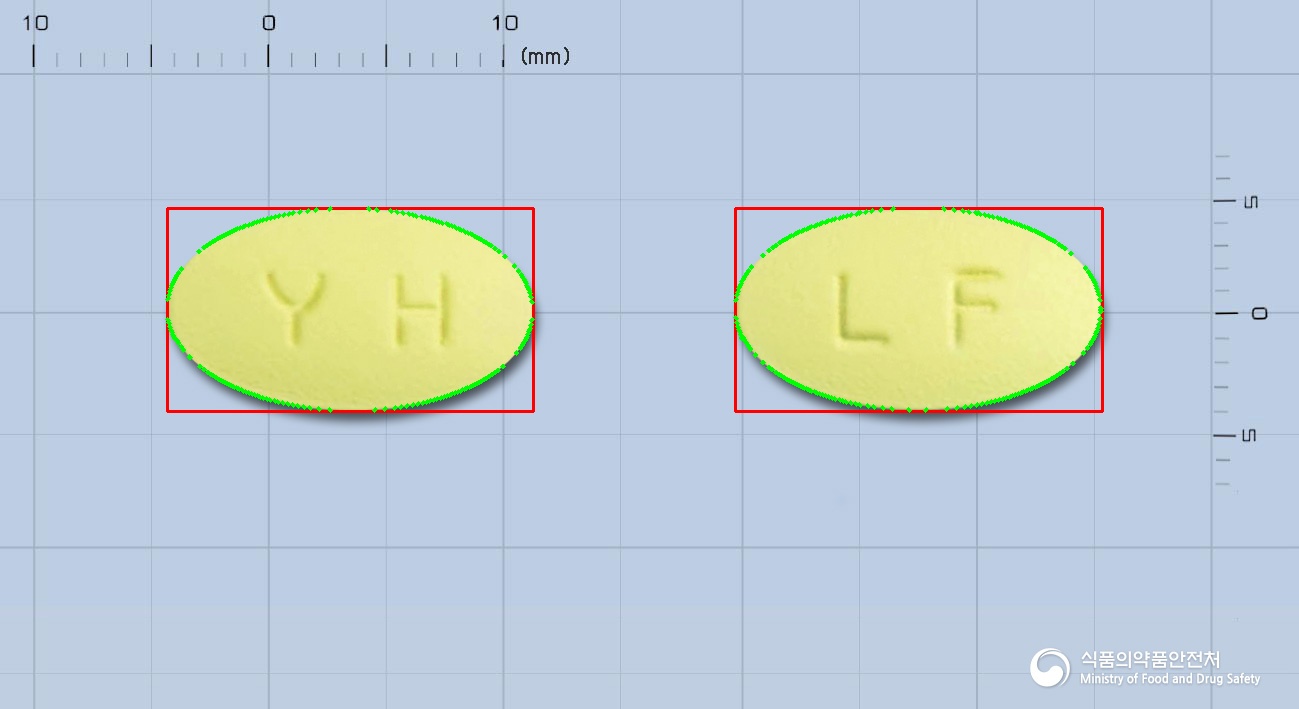 10 0 10
(mm)
YH
LF
5
0
5
식품의약품안전처
Ministry of Food and Drug Safety